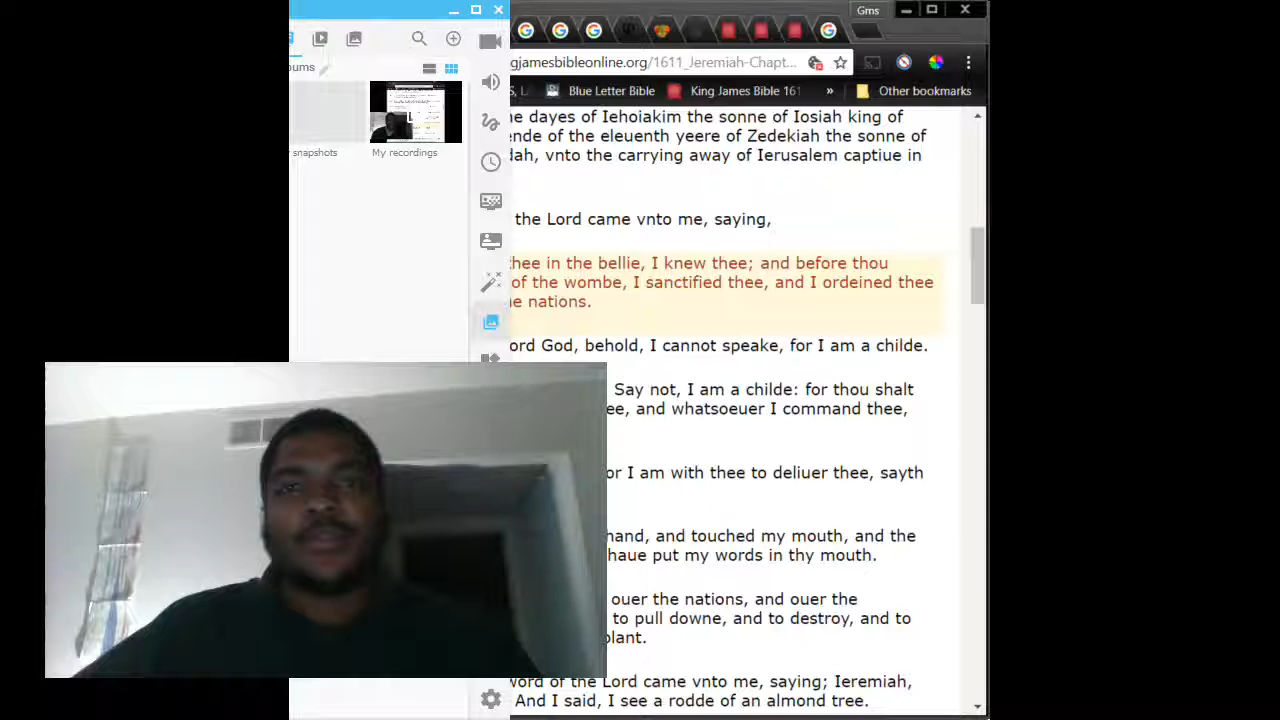 Gms
gjamesbibleonline.org/1611_Jeremiah-Chapt...
Blue Letter Bible King James Bible 161 » Other bookmarks
ums
snapshots My recordings
ne dayes of Iehoiakim the sonne of Iosiah king of
ende of the eleuenth yeere of Zedekiah the sonne of
dah, vnto the carrying away of Ierusalem captiue in
the Lord came vnto me, saying,
thee in the bellie, I knew thee; and before thou
of the wombe, I sanctified thee, and I ordeined thee
e nations.
ord God, behold, I cannot speake, for I am a childe.
Say not, I am a childe: for thou shalt
ee, and whatsoeuer I command thee,
or I am with thee to deliuer thee, sayth
hand, and touched my mouth, and the
haue put my words in thy mouth.
ouer the nations, and ouer the
to pull downe, and to destroy, and to
plant.
word of the Lord came vnto me, saying; Ieremiah,
And I said, I see a rodde of an almond tree.